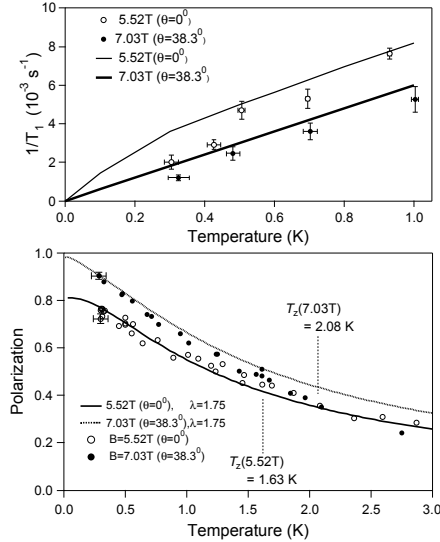 8
6
4
2
0
1/T₁ (10⁻³ s⁻¹)
5.52T (θ=0⁰)
7.03T (θ=38.3⁰)
5.52T (θ=0⁰)
7.03T (θ=38.3⁰)
0.0 0.2 0.4 0.6 0.8 1.0
Temperature (K)
1.0
0.8
0.6
0.4
0.2
0.0
Polarization
T_z(7.03T)
= 2.08 K
5.52T (θ=0⁰), λ=1.75
7.03T (θ=38.3⁰),λ=1.75
B=5.52T (θ=0⁰)
B=7.03T (θ=38.3⁰)
T_z(5.52T)
= 1.63 K
0.0 0.5 1.0 1.5 2.0 2.5 3.0
Temperature (K)